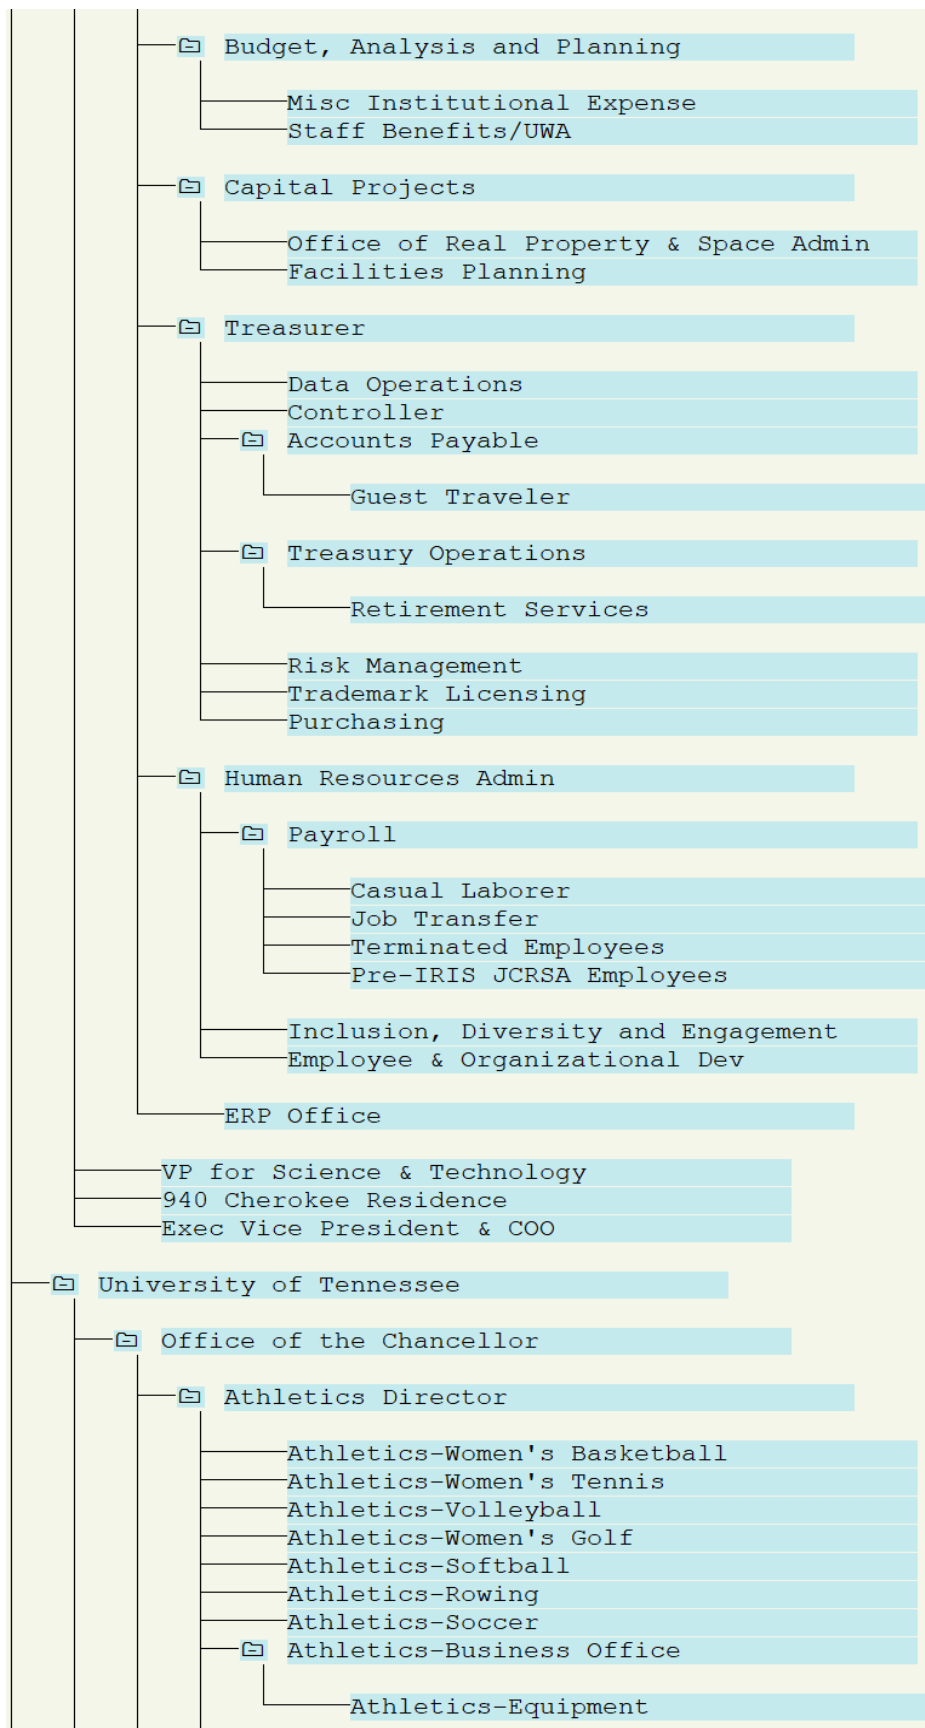 Budget, Analysis and Planning
Misc Institutional Expense
Staff Benefits/UWA
Capital Projects
Office of Real Property & Space Admin
Facilities Planning
Treasurer
Data Operations
Controller
Accounts Payable
Guest Traveler
Treasury Operations
Retirement Services
Risk Management
Trademark Licensing
Purchasing
Human Resources Admin
Payroll
Casual Laborer
Job Transfer
Terminated Employees
Pre-IRIS JCRSA Employees
Inclusion, Diversity and Engagement
Employee & Organizational Dev
ERP Office
VP for Science & Technology
940 Cherokee Residence
Exec Vice President & COO
University of Tennessee
Office of the Chancellor
Athletics Director
Athletics-Women's Basketball
Athletics-Women's Tennis
Athletics-Volleyball
Athletics-Women's Golf
Athletics-Softball
Athletics-Rowing
Athletics-Soccer
Athletics-Business Office
Athletics-Equipment